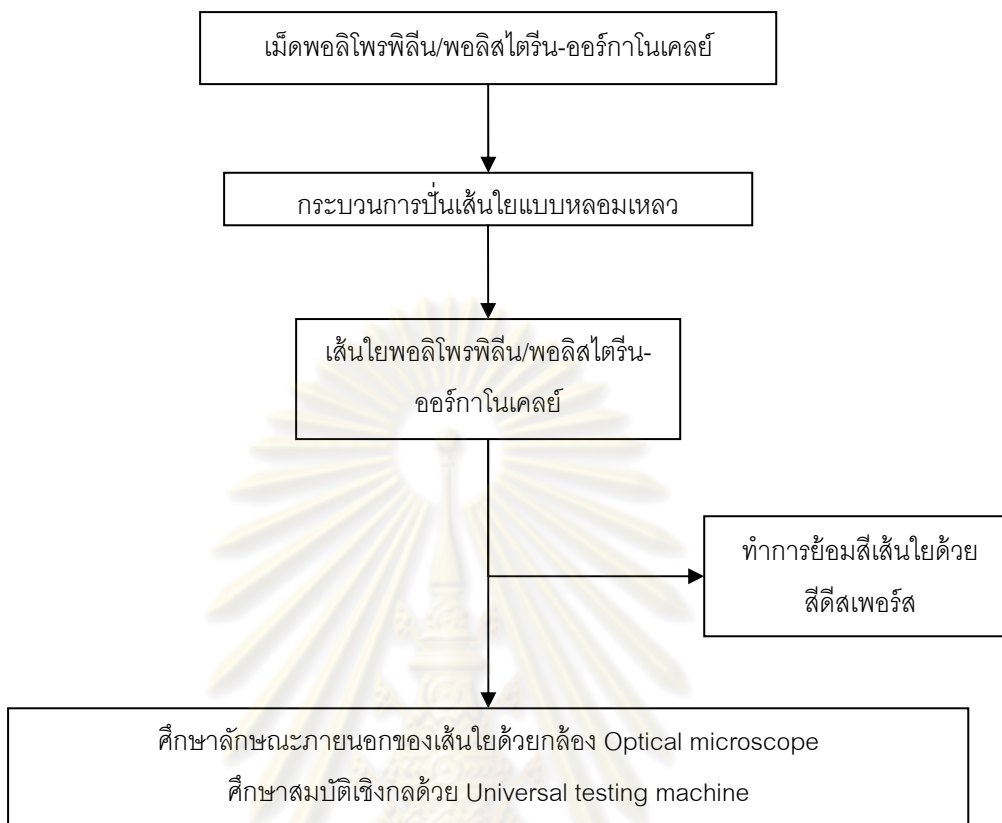 เม็ดพอลิโพรพิลีน/พอลิสไตรีน-ออร์กาโนเคลย์
กระบวนการปั่นเส้นใยแบบหลอมเหลว
เส้นใยพอลิโพรพิลีน/พอลิสไตรีน-
ออร์กาโนเคลย์
ทำการย้อมสีเส้นใยด้วย
สีดีสเพอร์ส
ศึกษาลักษณะภายนอกของเส้นใยด้วยกล้อง Optical microscope
ศึกษาสมบัติเชิงกลด้วย Universal testing machine